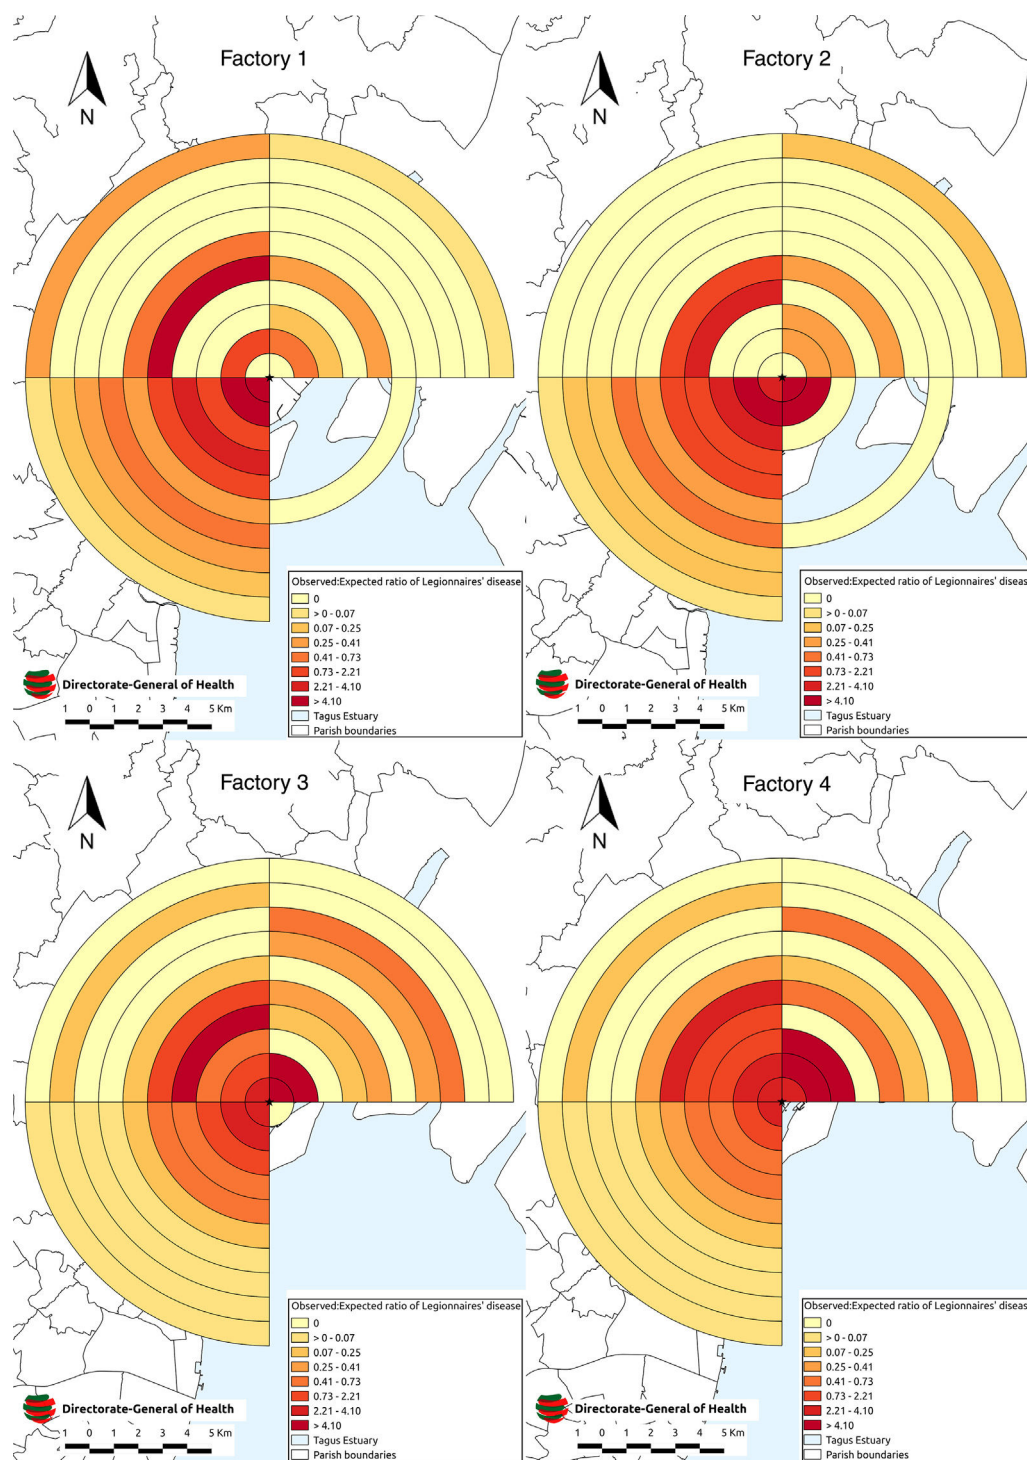 Factory 1
N
Observed:Expected ratio of Legionnaires' disease
0
> 0 - 0.07
0.07 - 0.25
0.25 - 0.41
0.41 - 0.73
0.73 - 2.21
2.21 - 4.10
> 4.10
Tagus Estuary
Parish boundaries
Directorate-General of Health
1 0 1 2 3 4 5 Km
Factory 2
N
Observed:Expected ratio of Legionnaires' disease
0
> 0 - 0.07
0.07 - 0.25
0.25 - 0.41
0.41 - 0.73
0.73 - 2.21
2.21 - 4.10
> 4.10
Tagus Estuary
Parish boundaries
Directorate-General of Health
1 0 1 2 3 4 5 Km
Factory 3
N
Observed:Expected ratio of Legionnaires' disease
0
> 0 - 0.07
0.07 - 0.25
0.25 - 0.41
0.41 - 0.73
0.73 - 2.21
2.21 - 4.10
> 4.10
Tagus Estuary
Parish boundaries
Directorate-General of Health
1 0 1 2 3 4 5 Km
Factory 4
N
Observed:Expected ratio of Legionnaires' disease
0
> 0 - 0.07
0.07 - 0.25
0.25 - 0.41
0.41 - 0.73
0.73 - 2.21
2.21 - 4.10
> 4.10
Tagus Estuary
Parish boundaries
Directorate-General of Health
1 0 1 2 3 4 5 Km